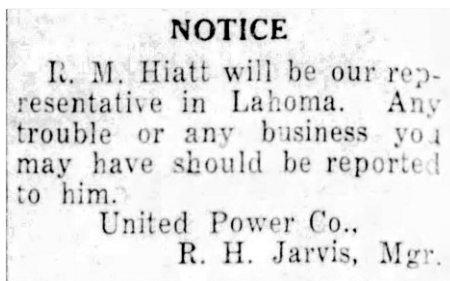 NOTICE
R. M. Hiatt will be our rep-
resentative in Lahoma. Any
trouble or any business you
may have should be reported
to him.
United Power Co.,
R. H. Jarvis, Mgr.